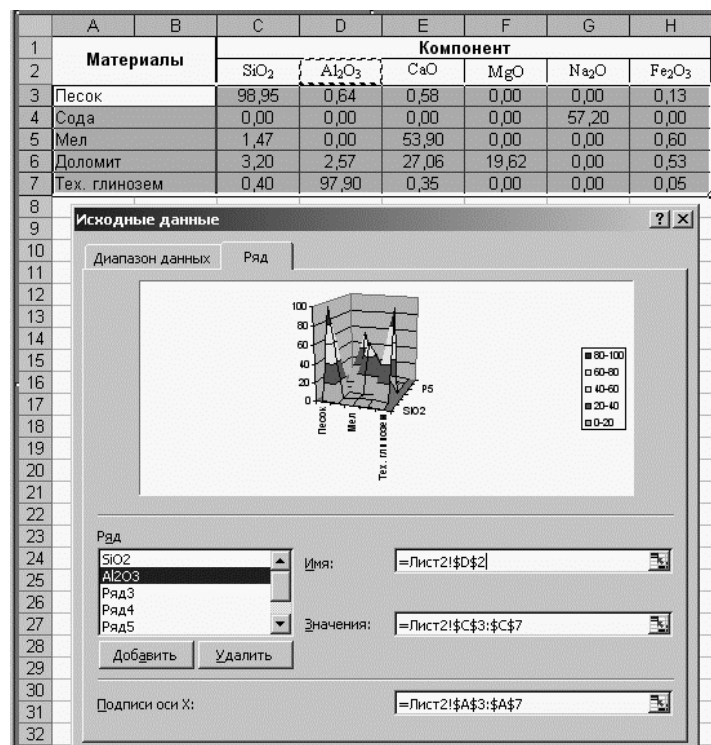 A B C D E F G H
1 Материалы Компонент
2 SiO₂ Al₂O₃ CaO MgO Na₂O Fe₂O₃
3 Песок 98,95 0,64 0,58 0,00 0,00 0,13
4 Сода 0,00 0,00 0,00 0,00 57,20 0,00
5 Мел 1,47 0,00 53,90 0,00 0,00 0,60
6 Доломит 3,20 2,57 27,06 19,62 0,00 0,53
7 Тех. глинозем 0,40 97,90 0,35 0,00 0,00 0,05
8
9
10
11
12
13
14
15
16
17
18
19
20
21
22
23
24
25
26
27
28
29
30
31
32
Исходные данные ? ×
Диапазон данных Ряд
100
80
60
40
20
0
Песок
Мел
Тех. глинозем
SIO2
P5
80-100
60-80
40-60
20-40
0-20
Ряд
SiO2
Al2O3
Ряд3
Ряд4
Ряд5
Добавить Удалить
Имя: =Лист2!$D$2
Значения: =Лист2!$C$3:$C$7
Подписи оси X: =Лист2!$A$3:$A$7